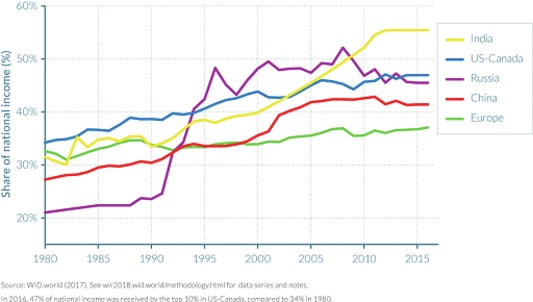 60%
50%
40%
30%
20%
Share of national income (%)
1980
1985
1990
1995
2000
2005
2010
2015
India
US-Canada
Russia
China
Europe
Source: WID.world (2017). See wir2018.wid.world/methodology.html for data series and notes.
In 2016, 47% of national income was received by the top 10% in US-Canada, compared to 34% in 1980.